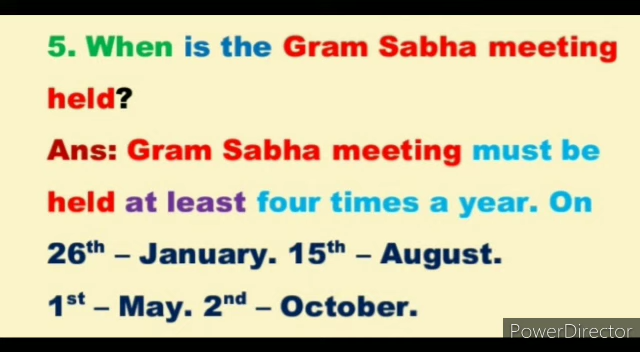 5. When is the Gram Sabha meeting
held?
Ans: Gram Sabha meeting must be
held at least four times a year. On
26th – January. 15th – August.
1st – May. 2nd – October.
PowerDirector